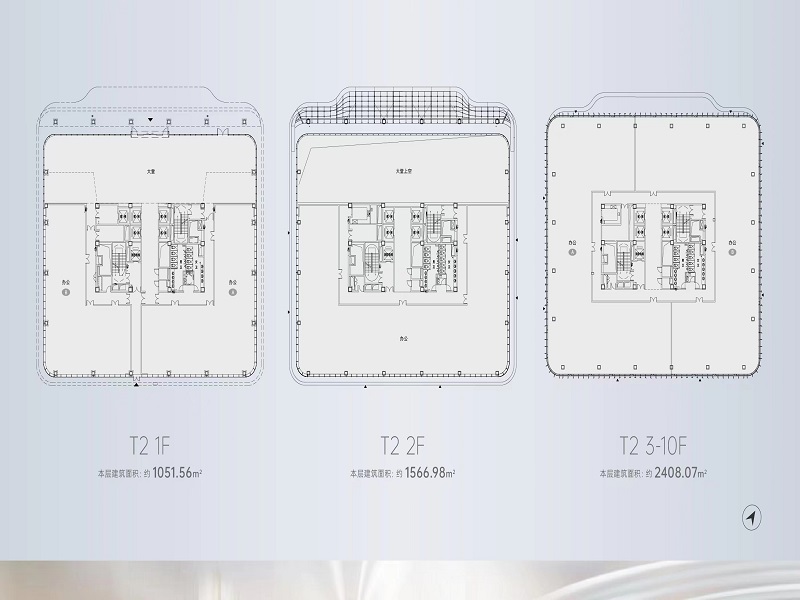 大堂
办公
办公
T2 1F
本层建筑面积: 约 1051.56m²
大堂上空
办公
T2 2F
本层建筑面积: 约 1566.98m²
办公
A
办公
B
T2 3-10F
本层建筑面积: 约 2408.07m²